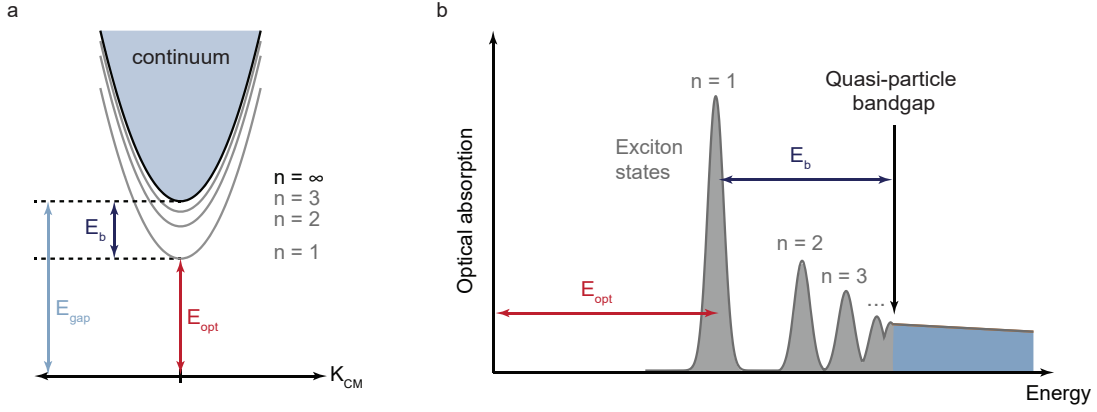 a
continuum
n = ∞
n = 3
n = 2
n = 1
E_b
E_gap
E_opt
K_CM
b
Optical absorption
n = 1
Exciton
states
E_b
Quasi-particle
bandgap
n = 2
n = 3
...
E_opt
Energy